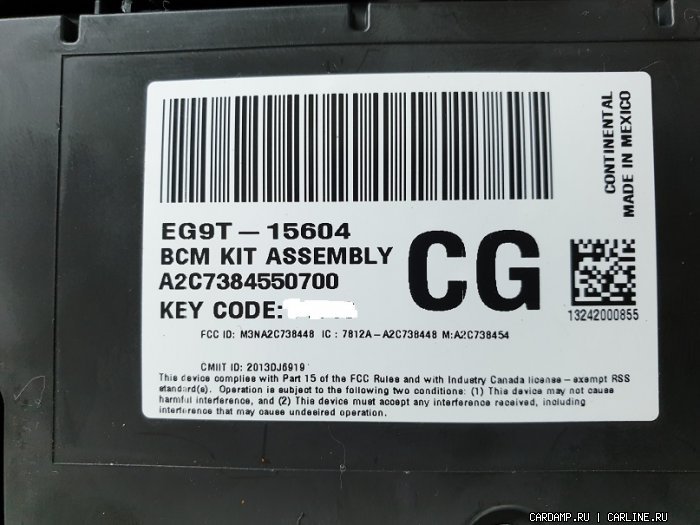 CONTINENTAL
MADE IN MEXICO
EG9T-15604
BCM KIT ASSEMBLY
A2C7384550700
KEY CODE:
CG
13242000855
FCC ID: M3NA2C738448 IC : 7812A-A2C738448 M:A2C738454
CMIIT ID: 2013DJ6919
This device complies with Part 15 of the FCC Rules and with Industry Canada license-exempt RSS
standard(s). Operation is subject to the following two conditions: (1) This device may not cause
harmful interference, and (2) This device must accept any interference received, including
interference that may cause undesired operation.
CARDAMP.RU | CARLINE.RU